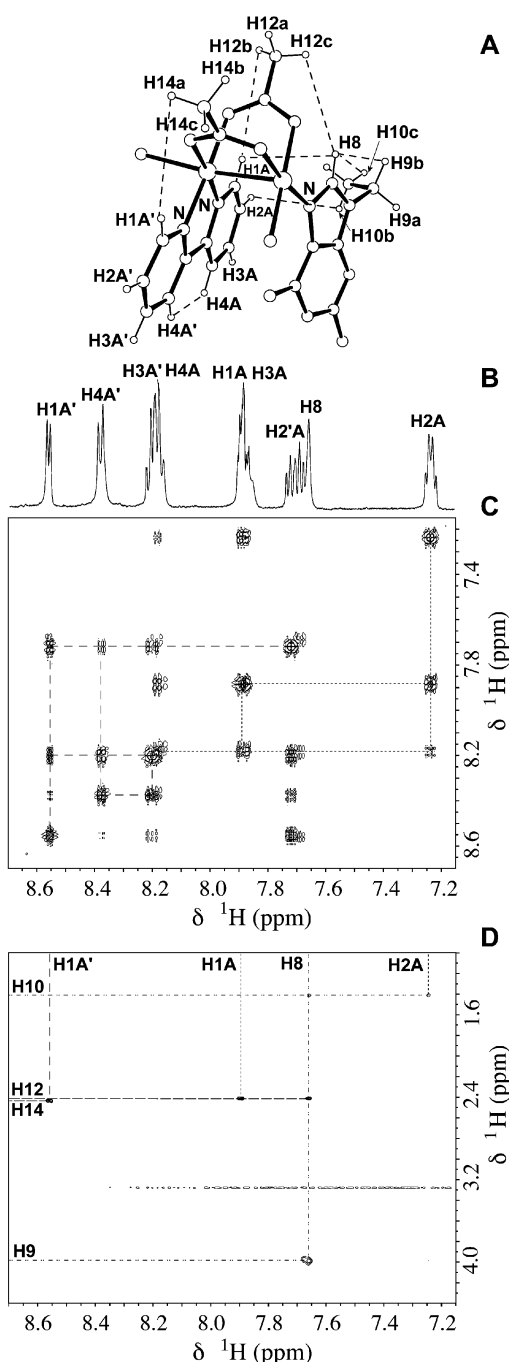 A
H12a
H12b H12c
H14b
H14a
H14c
H8
H10c
H1A
H9b
N
H1A' N N H2A
H9a
H10b
H2A' H3A
H4A
H4A'
H3A'
B
H3A' H4A H1A H3A
H1A' H4A' H8
H2'A H2A
C
7.4
7.8
8.2
8.6
δ ¹H (ppm)
8.6 8.4 8.2 8.0 7.8 7.6 7.4 7.2
δ ¹H (ppm)
D
H1A' H1A H8 H2A
H10
1.6
H12
2.4
H14
3.2
H9
4.0
δ ¹H (ppm)
8.6 8.4 8.2 8.0 7.8 7.6 7.4 7.2
δ ¹H (ppm)